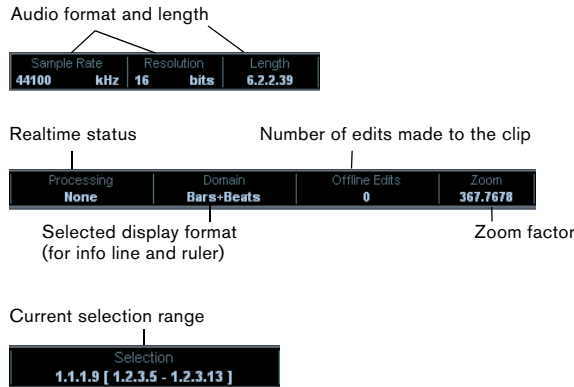 Audio format and length
Sample Rate Resolution Length
44100 kHz 16 bits 6.2.2.39
Realtime status Number of edits made to the clip
Processing Domain Offline Edits Zoom
None Bars+Beats 0 367.7678
Selected display format Zoom factor
(for info line and ruler)
Current selection range
Selection
1.1.1.9 [ 1.2.3.5 - 1.2.3.13 ]